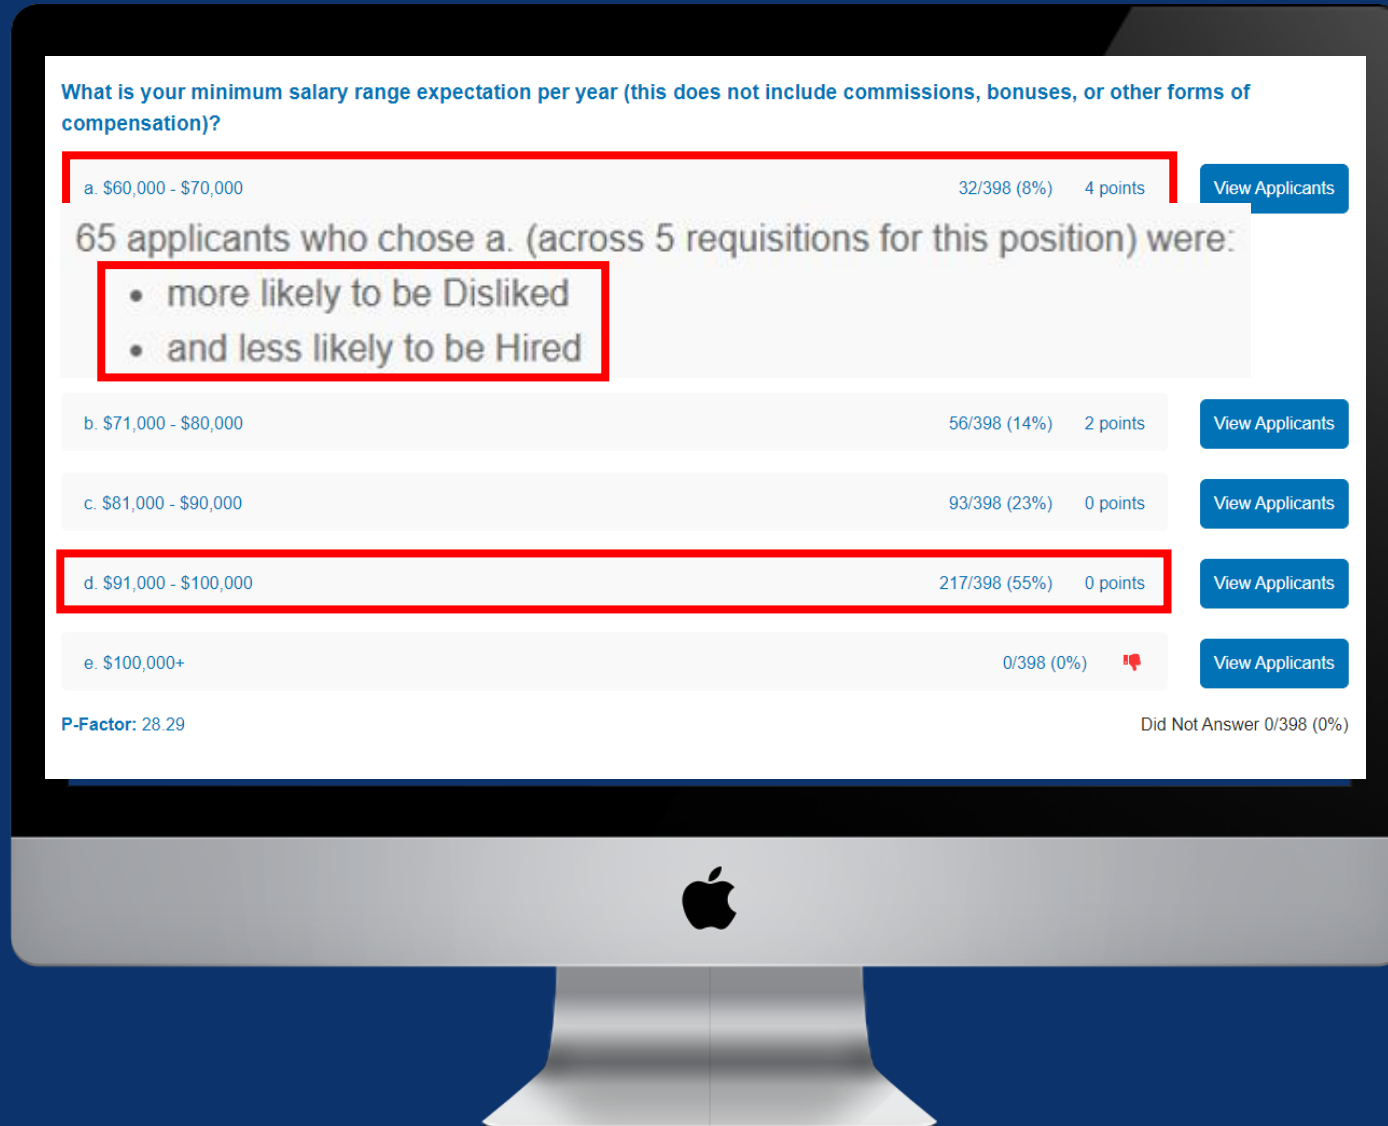 What is your minimum salary range expectation per year (this does not include commissions, bonuses, or other forms of
compensation)?
a. $60,000 - $70,000 32/398 (8%) 4 points View Applicants
65 applicants who chose a. (across 5 requisitions for this position) were:
• more likely to be Disliked
• and less likely to be Hired
b. $71,000 - $80,000 56/398 (14%) 2 points View Applicants
c. $81,000 - $90,000 93/398 (23%) 0 points View Applicants
d. $91,000 - $100,000 217/398 (55%) 0 points View Applicants
e. $100,000+ 0/398 (0%) View Applicants
P-Factor: 28.29 Did Not Answer 0/398 (0%)